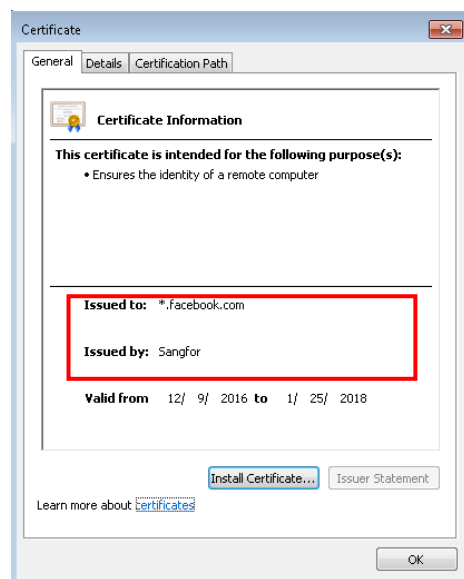 Certificate
General Details Certification Path
Certificate Information
This certificate is intended for the following purpose(s):
• Ensures the identity of a remote computer
Issued to: *.facebook.com
Issued by: Sangfor
Valid from 12/ 9/ 2016 to 1/ 25/ 2018
Install Certificate... Issuer Statement
Learn more about certificates
OK